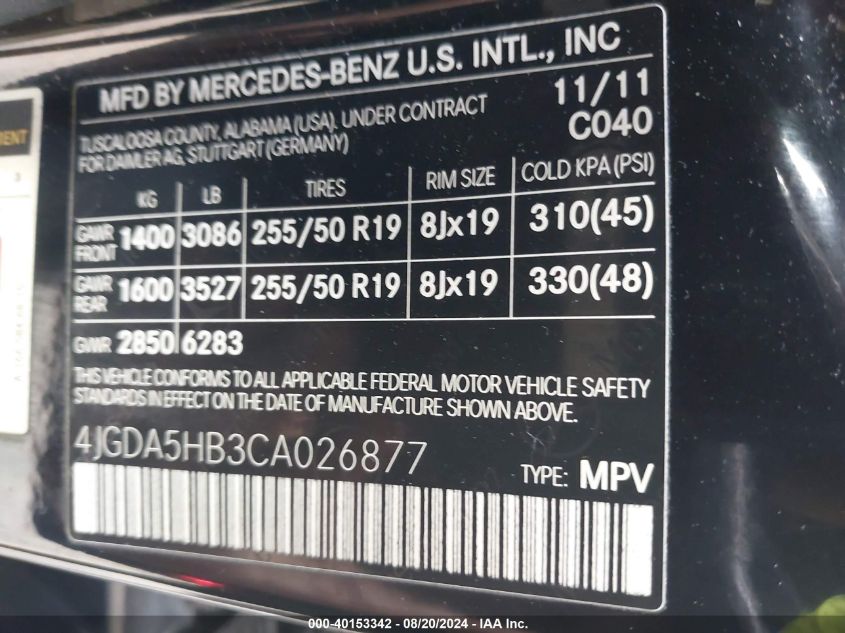 MFD BY MERCEDES-BENZ U.S. INTL., INC
TUSCALOOSA COUNTY, ALABAMA (USA). UNDER CONTRACT 11/11
FOR DAIMLER AG, STUTTGART (GERMANY) C040
KG LB TIRES RIM SIZE COLD KPA (PSI)
GAWR FRONT 1400 3086 255/50 R19 8Jx19 310(45)
GAWR REAR 1600 3527 255/50 R19 8Jx19 330(48)
GVWR 2850 6283
THIS VEHICLE CONFORMS TO ALL APPLICABLE FEDERAL MOTOR VEHICLE SAFETY
STANDARDS IN EFFECT ON THE DATE OF MANUFACTURE SHOWN ABOVE.
4JGDA5HB3CA026877
TYPE: MPV
000-40153342 - 08/20/2024 - IAA Inc.